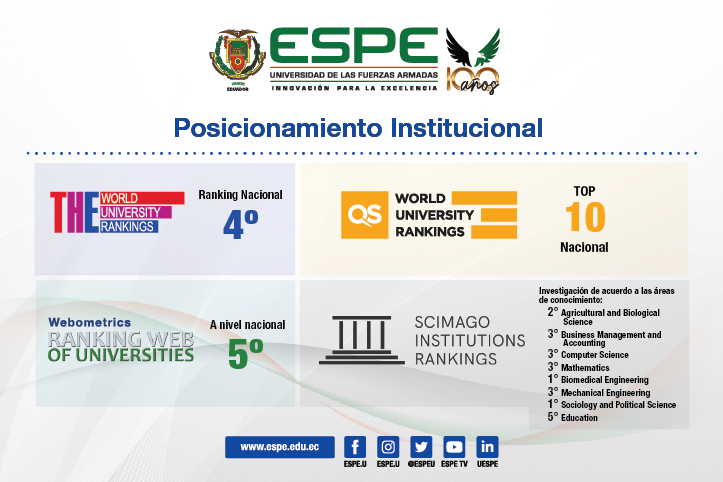 ECUADOR
ESPE
UNIVERSIDAD DE LAS FUERZAS ARMADAS
INNOVACIÓN PARA LA EXCELENCIA
100 años
Posicionamiento Institucional
THE WORLD
UNIVERSITY
RANKINGS
Ranking Nacional
4º
QS
WORLD
UNIVERSITY
RANKINGS
TOP
10
Nacional
Webometrics
RANKING WEB
OF UNIVERSITIES
A nivel nacional
5º
SCIMAGO
INSTITUTIONS
RANKINGS
Investigación de acuerdo a las áreas
de conocimiento:
2° Agricultural and Biological
Science
3° Business Management and
Accounting
3° Computer Science
3° Mathematics
1° Biomedical Engineering
3° Mechanical Engineering
1° Sociology and Political Science
5° Education
www.espe.edu.ec
ESPE.U
ESPE.U
@ESPEU
ESPE TV
UESPE